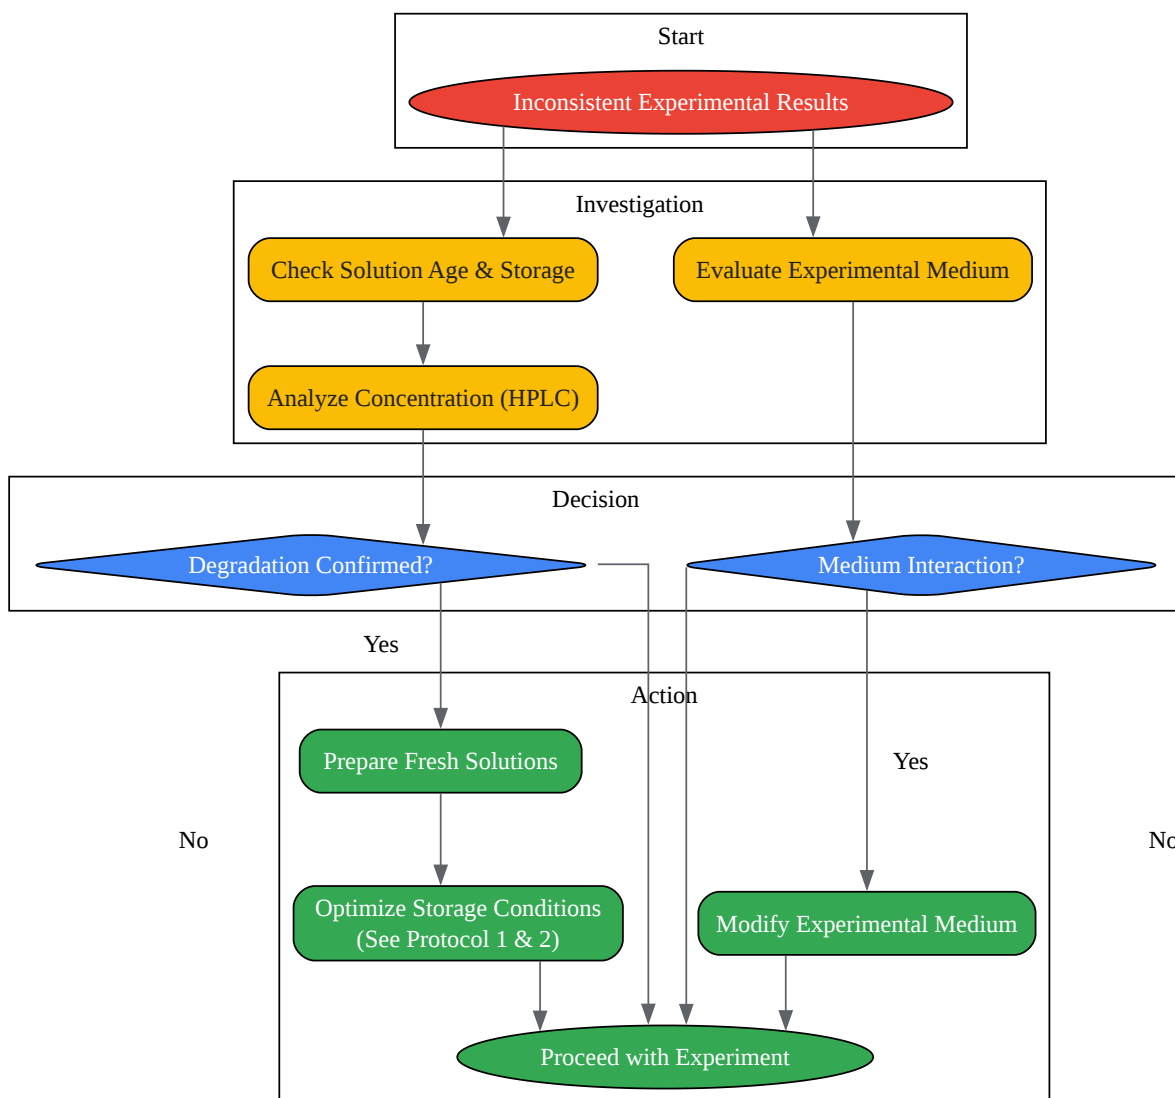 Start
Inconsistent Experimental Results
Investigation
Check Solution Age & Storage
Evaluate Experimental Medium
Analyze Concentration (HPLC)
Decision
Degradation Confirmed?
Medium Interaction?
Yes
Action
Prepare Fresh Solutions
Yes
No
No
Optimize Storage Conditions
(See Protocol 1 & 2)
Modify Experimental Medium
Proceed with Experiment